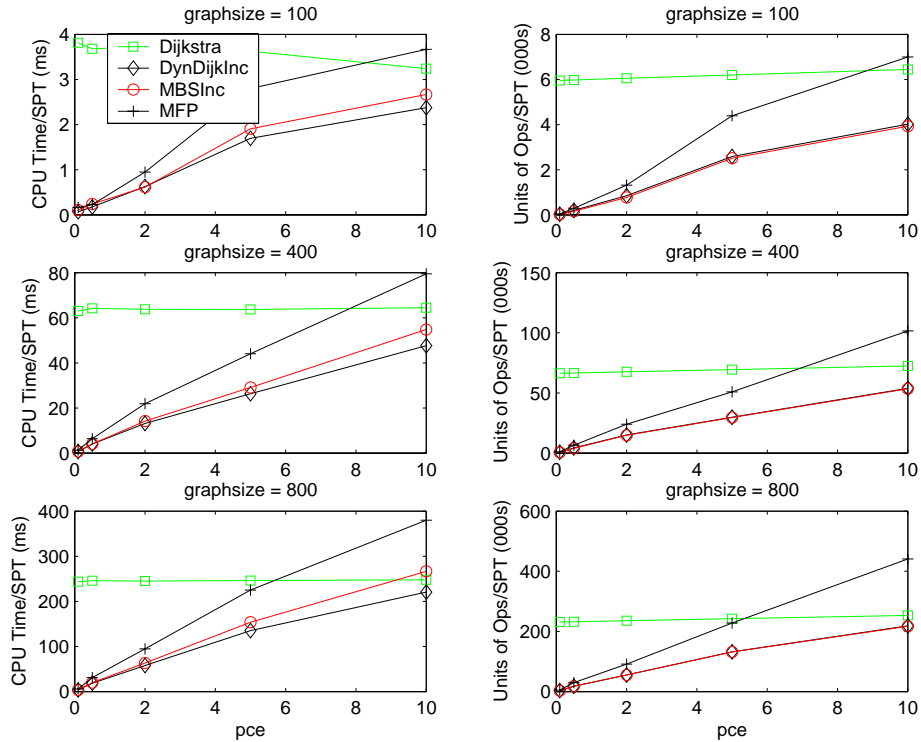 graphsize = 100
CPU Time/SPT (ms)
4
3
2
1
0
0 2 4 6 8 10
Dijkstra
DynDijkInc
MBSInc
MFP
graphsize = 100
Units of Ops/SPT (000s)
8
6
4
2
0
0 2 4 6 8 10
graphsize = 400
CPU Time/SPT (ms)
80
60
40
20
0
0 2 4 6 8 10
graphsize = 400
Units of Ops/SPT (000s)
150
100
50
0
0 2 4 6 8 10
graphsize = 800
CPU Time/SPT (ms)
400
300
200
100
0
0 2 4 6 8 10
pce
graphsize = 800
Units of Ops/SPT (000s)
600
400
200
0
0 2 4 6 8 10
pce